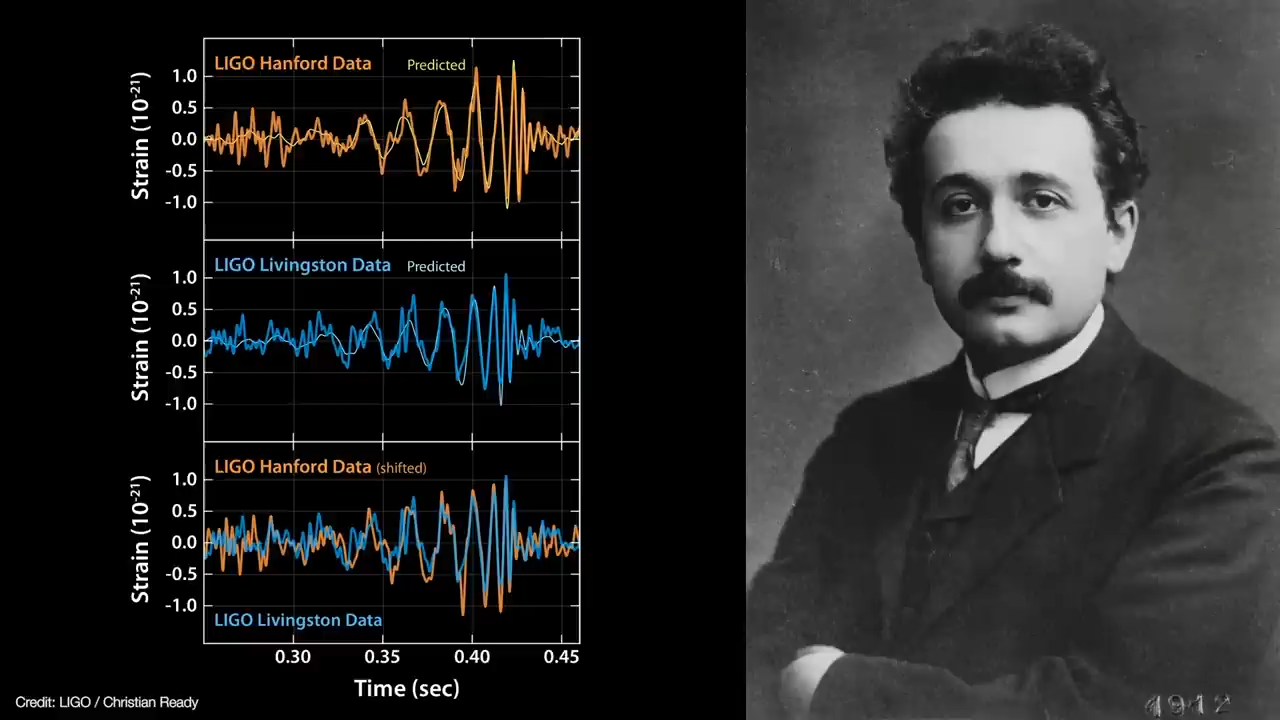 LIGO Hanford Data Predicted
1.0
0.5
0.0
-0.5
-1.0
Strain (10-21)
LIGO Livingston Data Predicted
1.0
0.5
0.0
-0.5
-1.0
Strain (10-21)
LIGO Hanford Data (shifted)
1.0
0.5
0.0
-0.5
-1.0
Strain (10-21)
LIGO Livingston Data
0.30 0.35 0.40 0.45
Time (sec)
Credit: LIGO / Christian Ready
1912